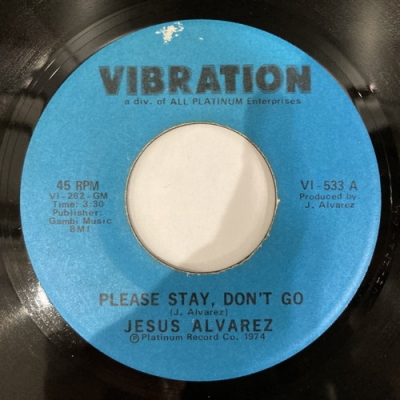 VIBRATION
a div. of ALL PLATINUM Enterprises
45 RPM
VI-282-GM
Time: 3:30
Publisher:
Gambi Music
BMI
VI-533 A
Produced by
J. Alvarez
PLEASE STAY, DON'T GO
(J. Alvarez)
JESUS ALVAREZ
Ⓟ Platinum Record Co. 1974